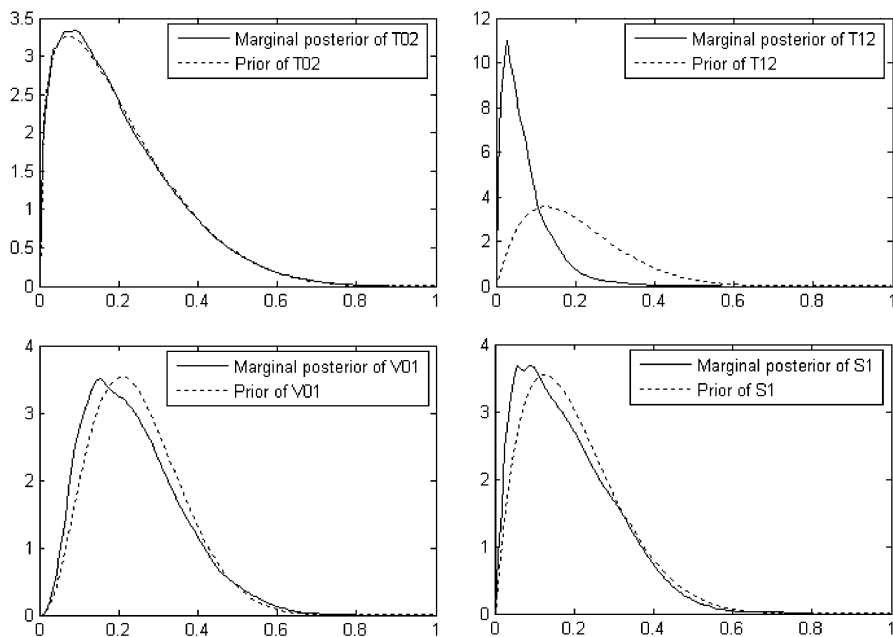 3.5
3
2.5
2
1.5
1
0.5
0
0 0.2 0.4 0.6 0.8 1
Marginal posterior of T02
Prior of T02
12
10
8
6
4
2
0
0 0.2 0.4 0.6 0.8 1
Marginal posterior of T12
Prior of T12
4
3
2
1
0
0 0.2 0.4 0.6 0.8 1
Marginal posterior of V01
Prior of V01
4
3
2
1
0
0 0.2 0.4 0.6 0.8 1
Marginal posterior of S1
Prior of S1